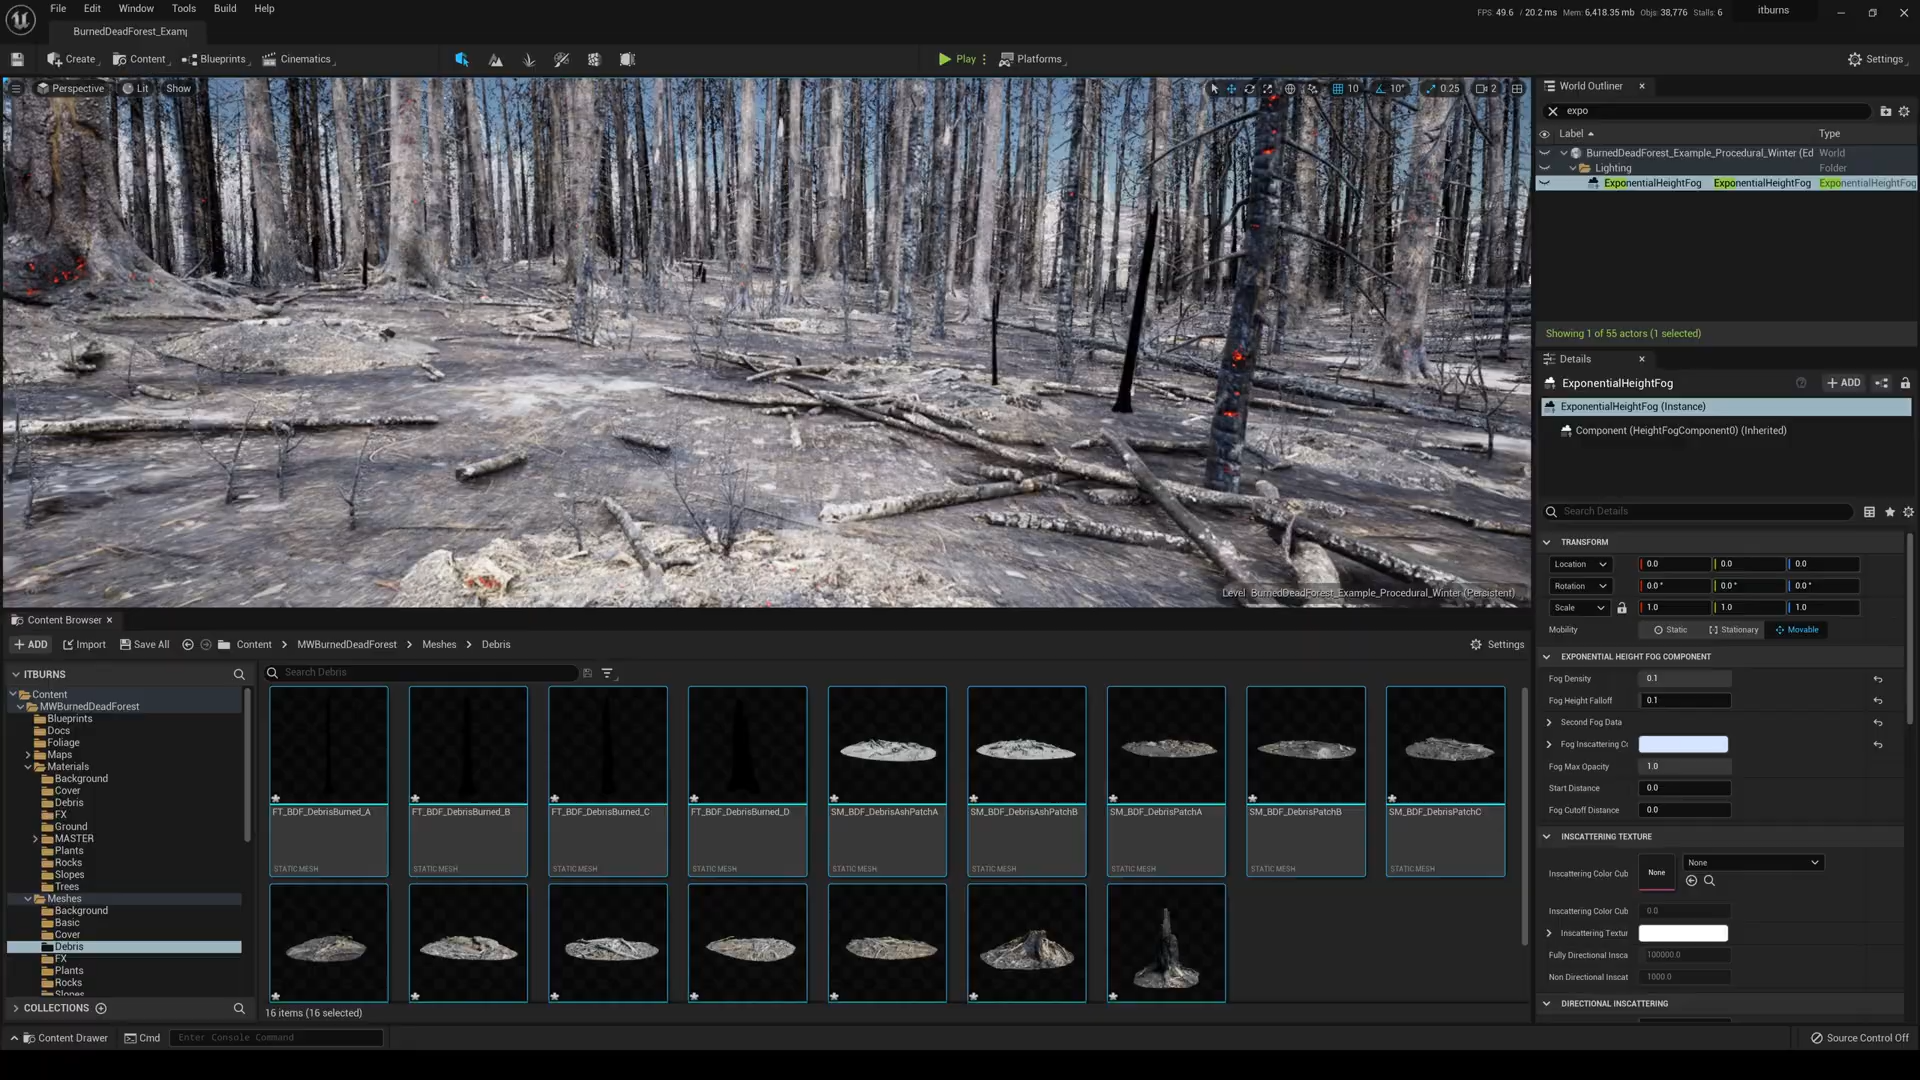 File Edit Window Tools Build Help
FPS: 49.6 / 20.2 ms Mem: 6,418.35 mb Objs: 38,776 Stalls: 6
itburns
BurnedDeadForest_Examp
Create Content Blueprints Cinematics
Play Platforms
Settings
Perspective Lit Show
10 10° 0.25 2
Level: BurnedDeadForest_Example_Procedural_Winter (Persistent)
World Outliner
expo
Label Type
BurnedDeadForest_Example_Procedural_Winter (Ed World
Lighting Folder
ExponentialHeightFog ExponentialHeightFog ExponentialHeightFog
Showing 1 of 55 actors (1 selected)
Details
ExponentialHeightFog
ADD
ExponentialHeightFog (Instance)
Component (HeightFogComponent0) (Inherited)
Search Details
TRANSFORM
Location 0.0 0.0 0.0
Rotation 0.0 ° 0.0 ° 0.0 °
Scale 1.0 1.0 1.0
Mobility Static Stationary Movable
EXPONENTIAL HEIGHT FOG COMPONENT
Fog Density 0.1
Fog Height Falloff 0.1
Second Fog Data
Fog Inscattering Cc
Fog Max Opacity 1.0
Start Distance 0.0
Fog Cutoff Distance 0.0
INSCATTERING TEXTURE
Inscattering Color Cub None None
Inscattering Color Cub 0.0
Inscattering Textur
Fully Directional Insca 100000.0
Non Directional Inscat 1000.0
DIRECTIONAL INSCATTERING
Content Browser
ADD Import Save All Content MWBurnedDeadForest Meshes Debris
Settings
ITBURNS
Search Debris
Content
MWBurnedDeadForest
Blueprints
Docs
Foliage
Maps
Materials
Background
Cover
Debris
FX
Ground
MASTER
Plants
Rocks
Slopes
Trees
Meshes
Background
Basic
Cover
Debris
FX
Plants
Rocks
Slopes
FT_BDF_DebrisBurned_A FT_BDF_DebrisBurned_B FT_BDF_DebrisBurned_C FT_BDF_DebrisBurned_D SM_BDF_DebrisAshPatchA SM_BDF_DebrisAshPatchB SM_BDF_DebrisPatchA SM_BDF_DebrisPatchB SM_BDF_DebrisPatchC
STATIC MESH STATIC MESH STATIC MESH STATIC MESH STATIC MESH STATIC MESH STATIC MESH STATIC MESH STATIC MESH
COLLECTIONS
16 items (16 selected)
Content Drawer Cmd Enter Console Command
Source Control Off